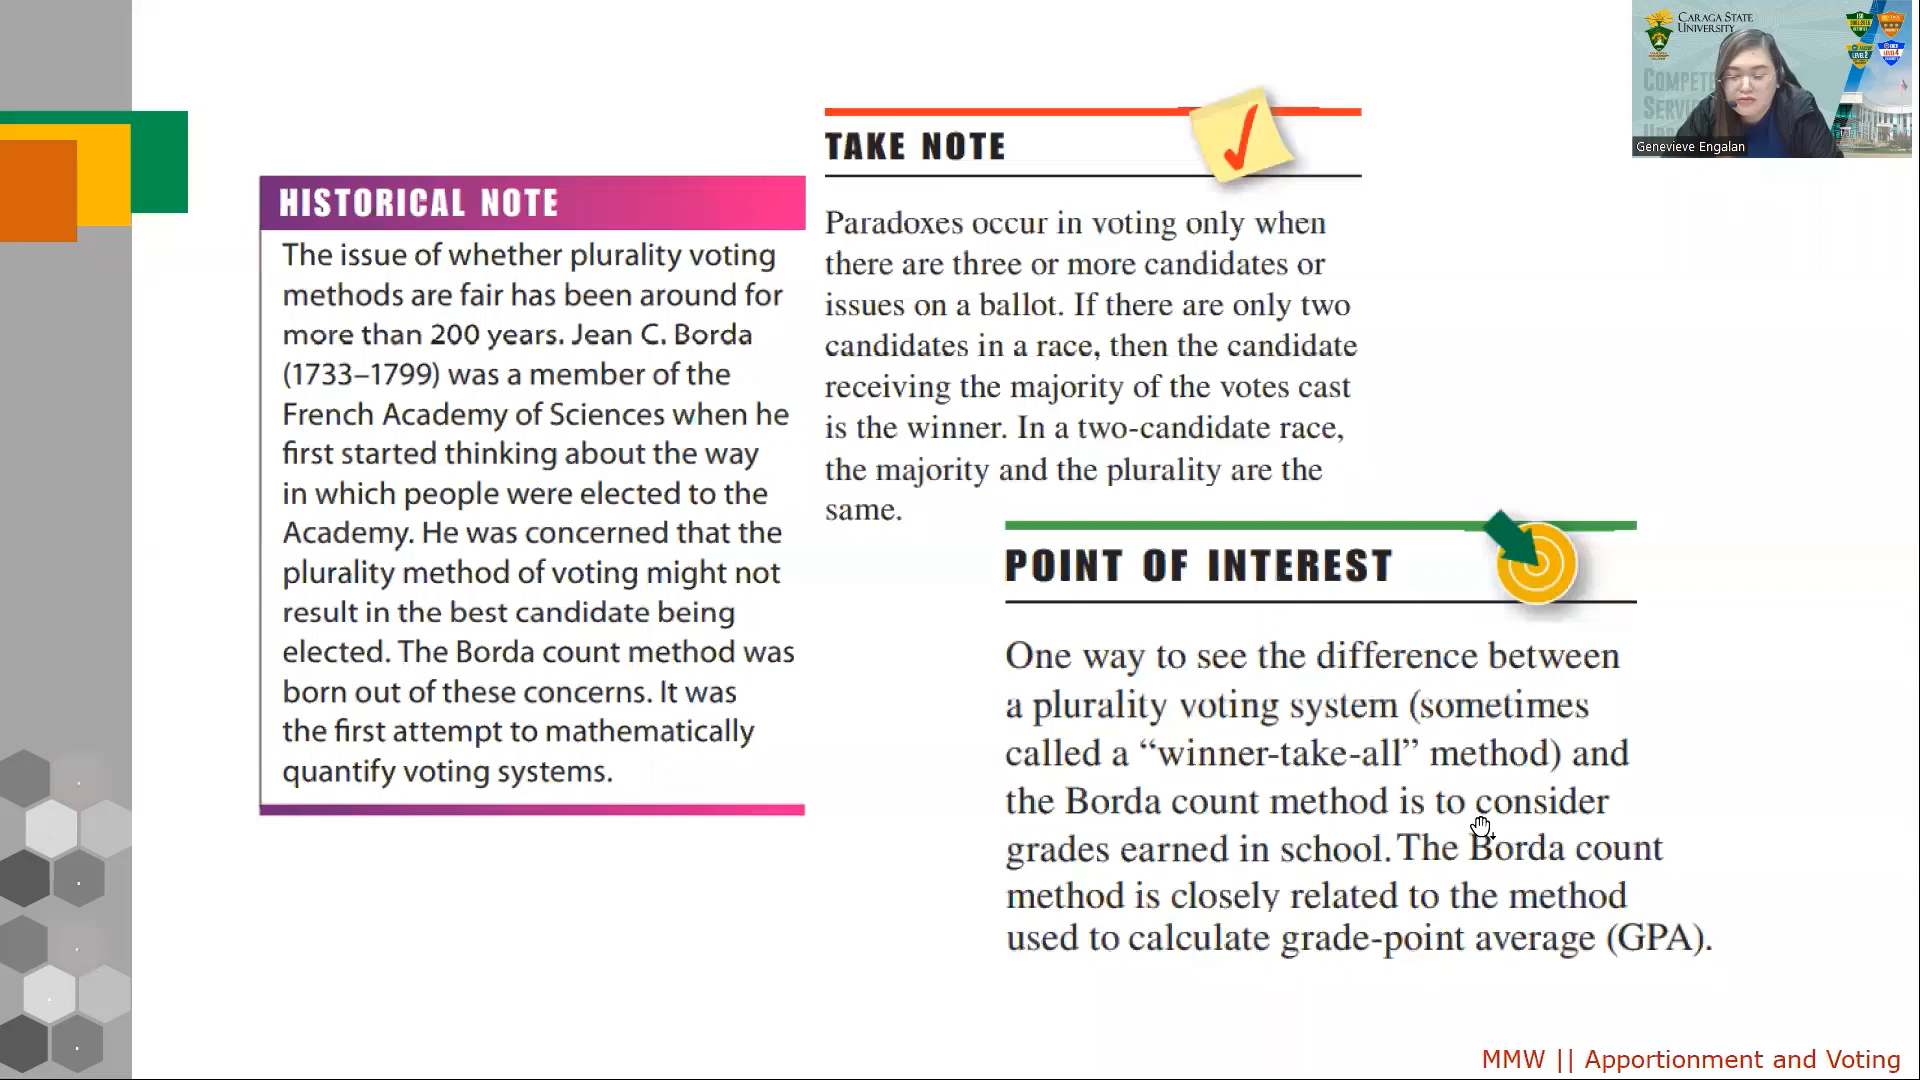 HISTORICAL NOTE
The issue of whether plurality voting
methods are fair has been around for
more than 200 years. Jean C. Borda
(1733–1799) was a member of the
French Academy of Sciences when he
first started thinking about the way
in which people were elected to the
Academy. He was concerned that the
plurality method of voting might not
result in the best candidate being
elected. The Borda count method was
born out of these concerns. It was
the first attempt to mathematically
quantify voting systems.
TAKE NOTE
Paradoxes occur in voting only when
there are three or more candidates or
issues on a ballot. If there are only two
candidates in a race, then the candidate
receiving the majority of the votes cast
is the winner. In a two-candidate race,
the majority and the plurality are the
same.
POINT OF INTEREST
One way to see the difference between
a plurality voting system (sometimes
called a “winner-take-all” method) and
the Borda count method is to consider
grades earned in school. The Borda count
method is closely related to the method
used to calculate grade-point average (GPA).
CARAGA STATE
UNIVERSITY
Genevieve Engalan
MMW || Apportionment and Voting